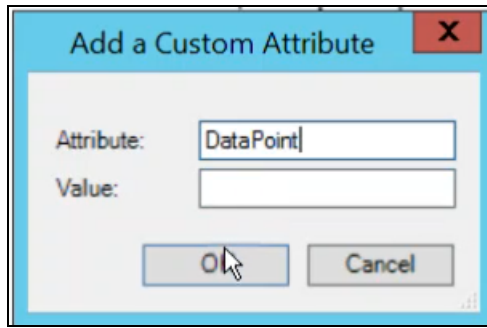 Add a Custom Attribute
X
Attribute: DataPoint
Value:
OK Cancel